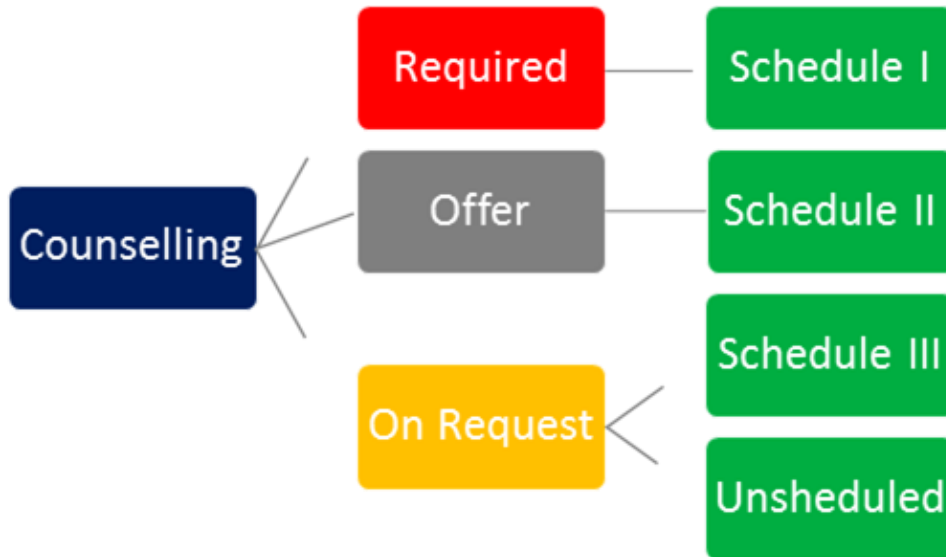 Counselling
Required
Schedule I
Offer
Schedule II
On Request
Schedule III
Unsheduled